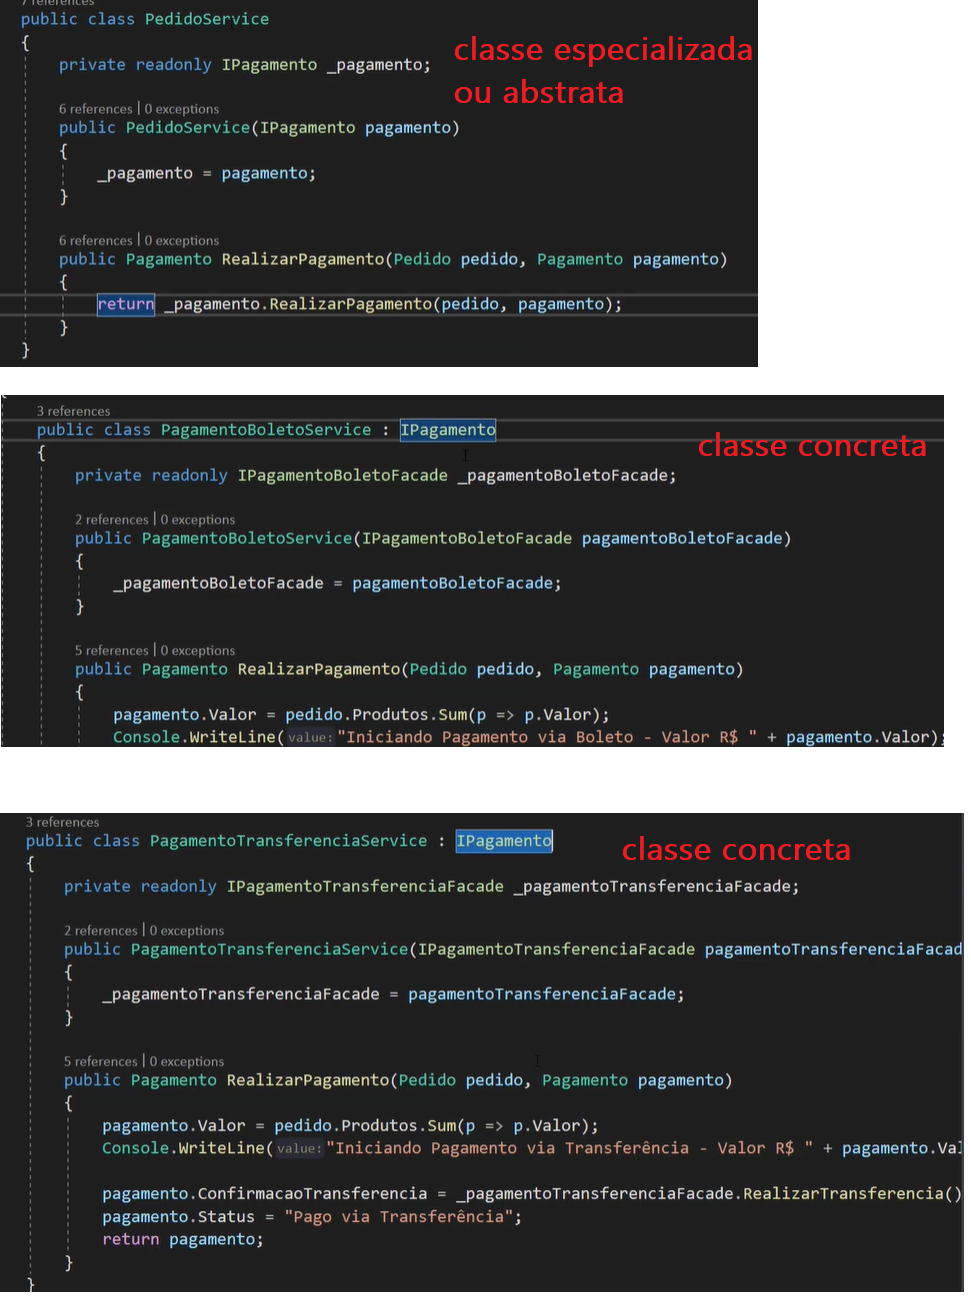 7 references
public class PedidoService
{
private readonly IPagamento _pagamento;
classe especializada
ou abstrata
6 references | 0 exceptions
public PedidoService(IPagamento pagamento)
{
_pagamento = pagamento;
}
6 references | 0 exceptions
public Pagamento RealizarPagamento(Pedido pedido, Pagamento pagamento)
{
return _pagamento.RealizarPagamento(pedido, pagamento);
}
}
3 references
public class PagamentoBoletoService : IPagamento
classe concreta
{
private readonly IPagamentoBoletoFacade _pagamentoBoletoFacade;
2 references | 0 exceptions
public PagamentoBoletoService(IPagamentoBoletoFacade pagamentoBoletoFacade)
{
_pagamentoBoletoFacade = pagamentoBoletoFacade;
}
5 references | 0 exceptions
public Pagamento RealizarPagamento(Pedido pedido, Pagamento pagamento)
{
pagamento.Valor = pedido.Produtos.Sum(p => p.Valor);
Console.WriteLine(value:"Iniciando Pagamento via Boleto - Valor R$ " + pagamento.Valor);
3 references
public class PagamentoTransferenciaService : IPagamento
classe concreta
{
private readonly IPagamentoTransferenciaFacade _pagamentoTransferenciaFacade;
2 references | 0 exceptions
public PagamentoTransferenciaService(IPagamentoTransferenciaFacade pagamentoTransferenciaFacad
{
_pagamentoTransferenciaFacade = pagamentoTransferenciaFacade;
}
5 references | 0 exceptions
public Pagamento RealizarPagamento(Pedido pedido, Pagamento pagamento)
{
pagamento.Valor = pedido.Produtos.Sum(p => p.Valor);
Console.WriteLine(value:"Iniciando Pagamento via Transferência - Valor R$ " + pagamento.Val
pagamento.ConfirmacaoTransferencia = _pagamentoTransferenciaFacade.RealizarTransferencia()
pagamento.Status = "Pago via Transferência";
return pagamento;
}
}